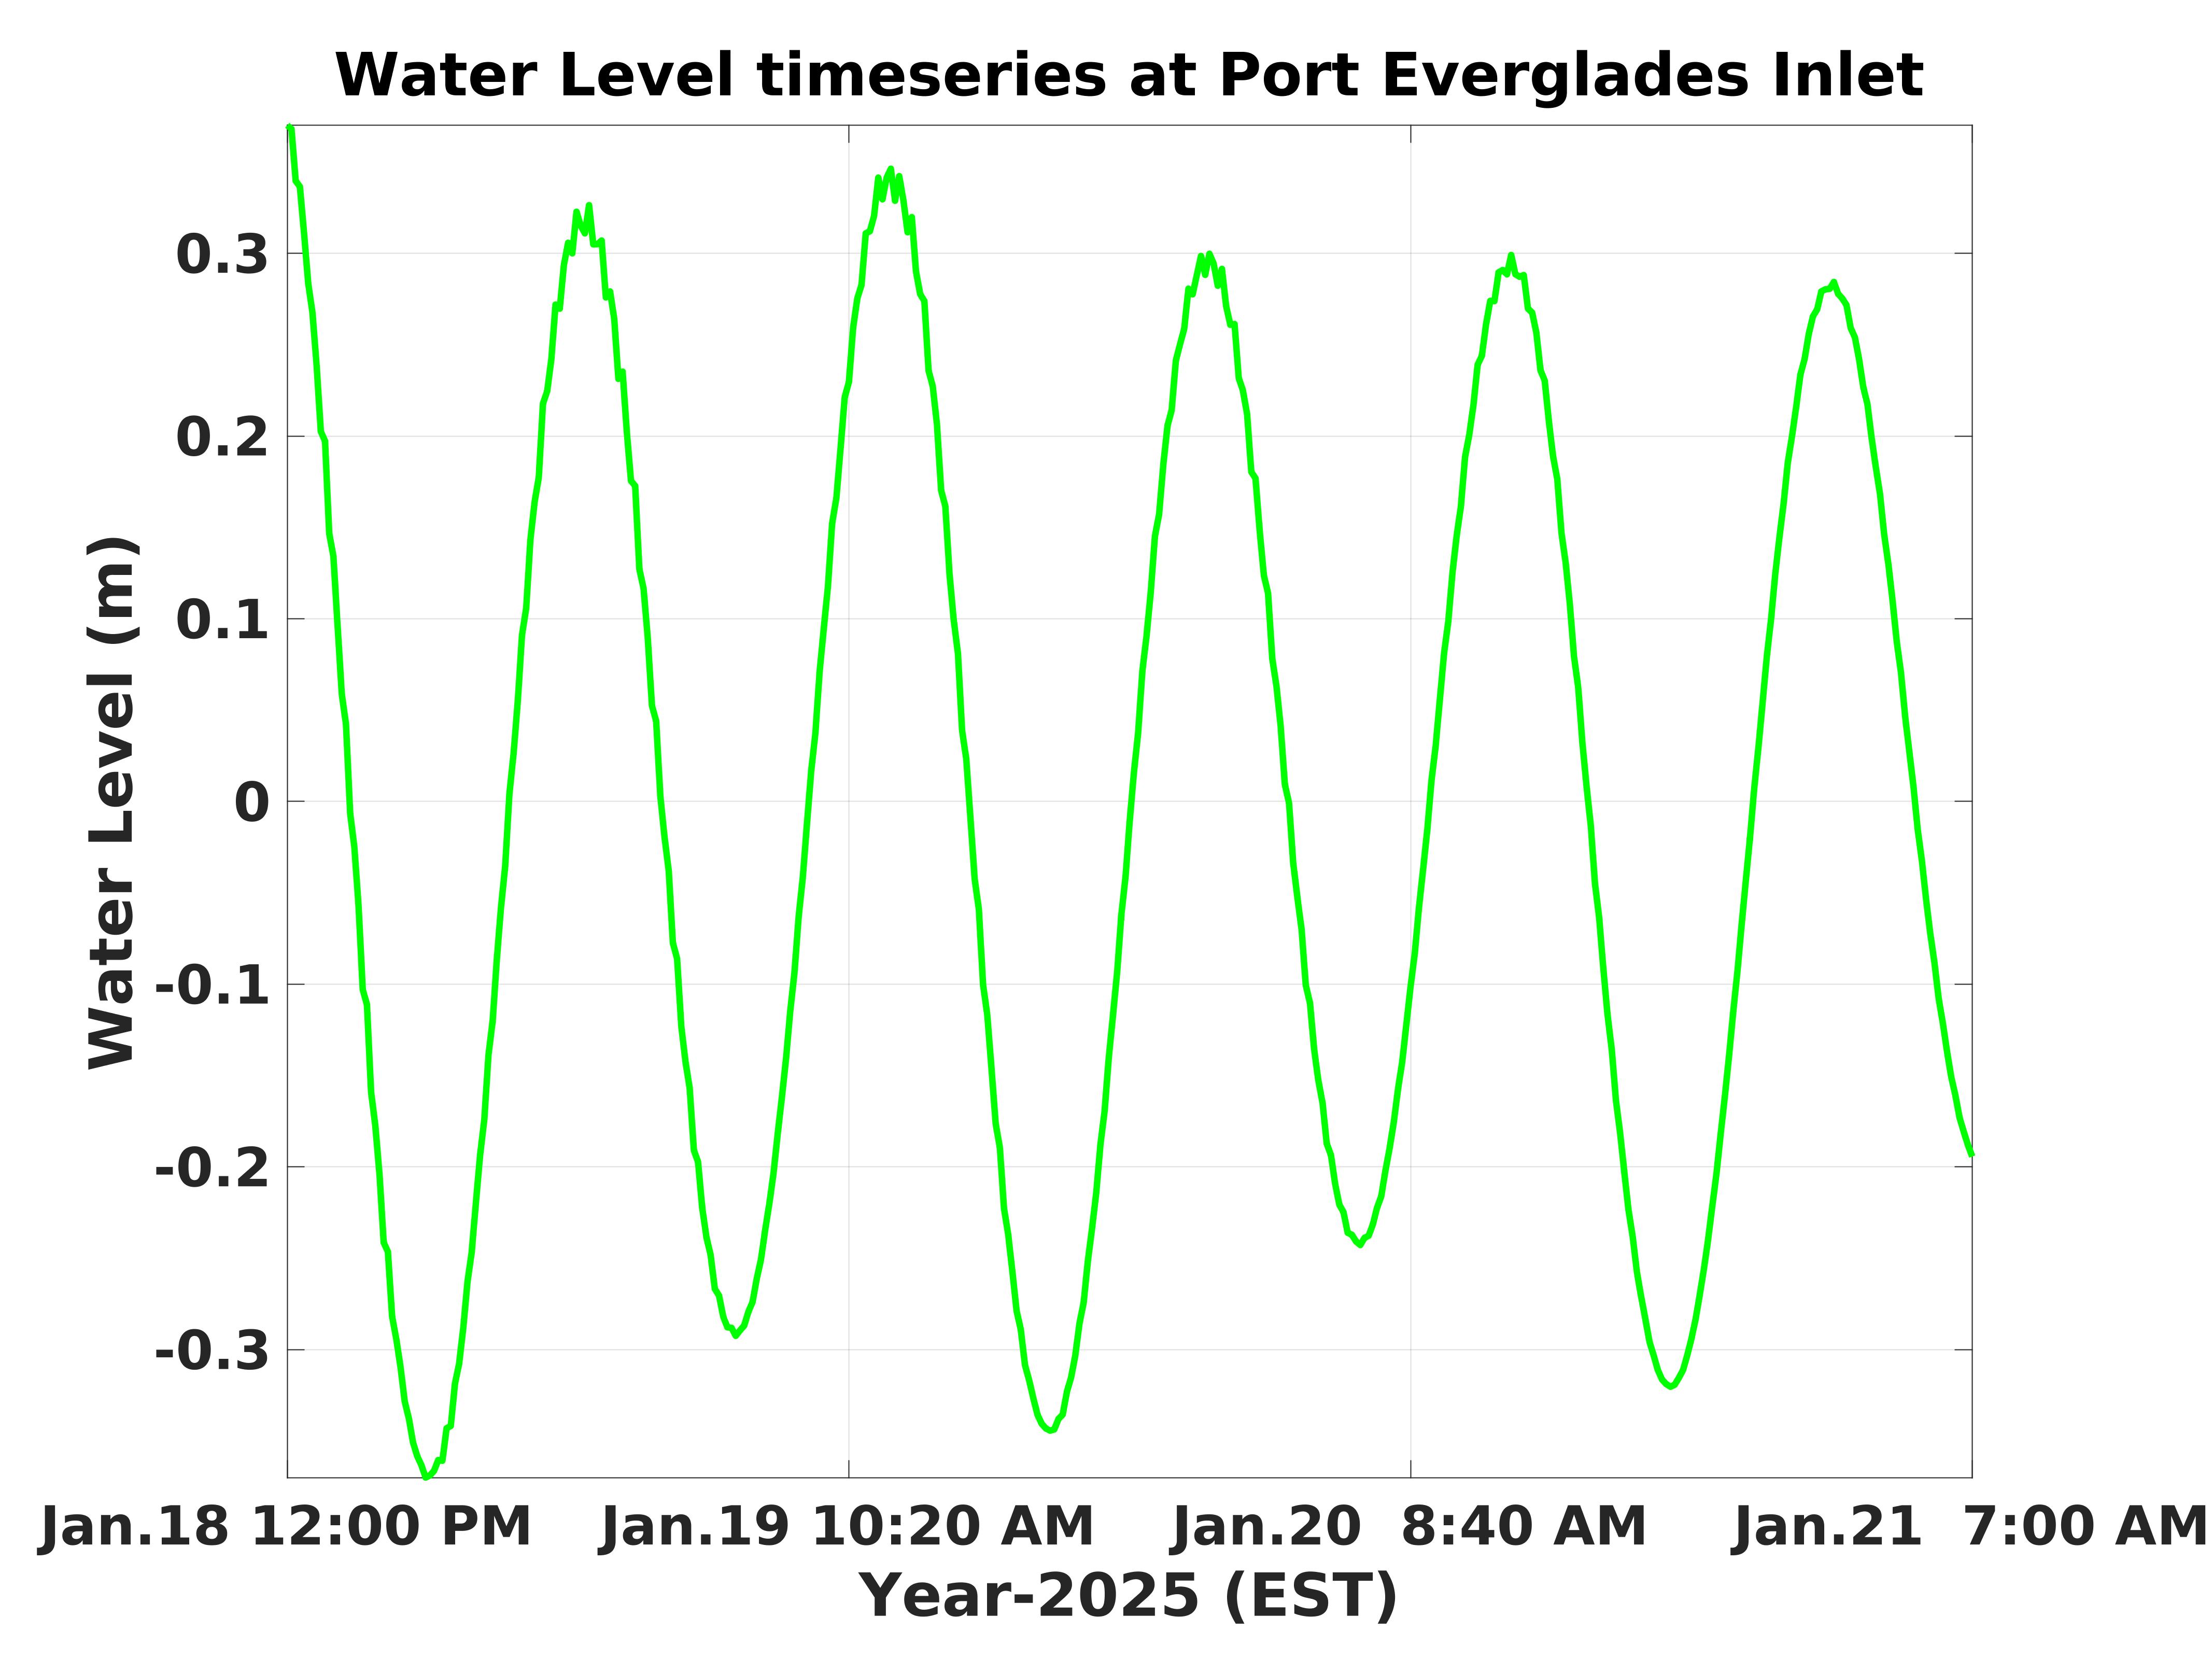 Water Level timeseries at Port Everglades Inlet
Water Level (m)
0.3
0.2
0.1
0
-0.1
-0.2
-0.3
Jan.18 12:00 PM Jan.19 10:20 AM Jan.20 8:40 AM Jan.21 7:00 AM
Year-2025 (EST)